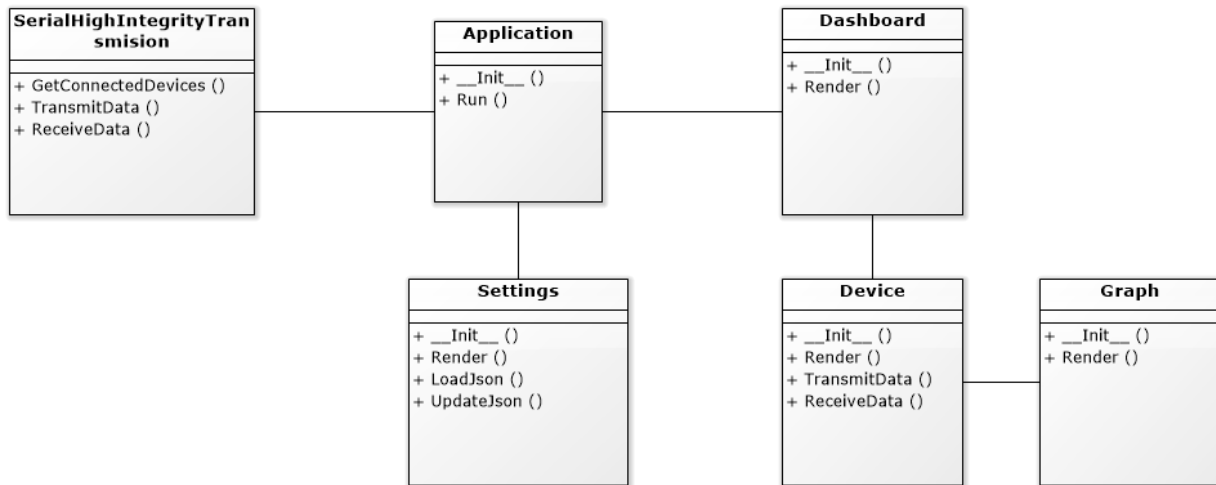 SerialHighIntegrityTran
smision
+ GetConnectedDevices ()
+ TransmitData ()
+ ReceiveData ()
Application
+ __Init__ ()
+ Run ()
Dashboard
+ __Init__ ()
+ Render ()
Settings
+ __Init__ ()
+ Render ()
+ LoadJson ()
+ UpdateJson ()
Device
+ __Init__ ()
+ Render ()
+ TransmitData ()
+ ReceiveData ()
Graph
+ __Init__ ()
+ Render ()